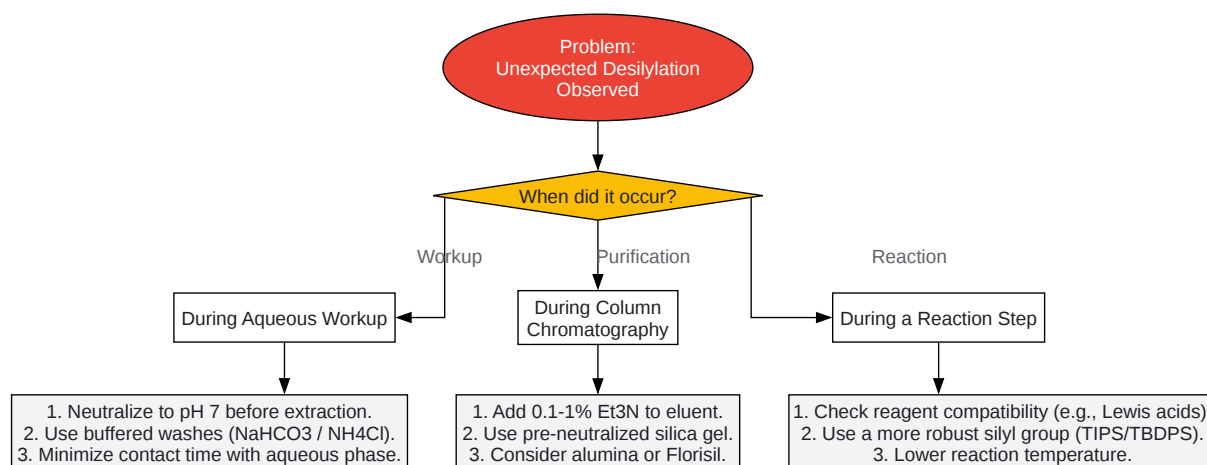 Problem:
Unexpected Desilylation
Observed
When did it occur?
Workup
Purification
Reaction
During Aqueous Workup
During Column
Chromatography
During a Reaction Step
1. Neutralize to pH 7 before extraction.
2. Use buffered washes (NaHCO3 / NH4Cl).
3. Minimize contact time with aqueous phase.
1. Add 0.1-1% Et3N to eluent.
2. Use pre-neutralized silica gel.
3. Consider alumina or Florisil.
1. Check reagent compatibility (e.g., Lewis acids)
2. Use a more robust silyl group (TIPS/TBDPS).
3. Lower reaction temperature.